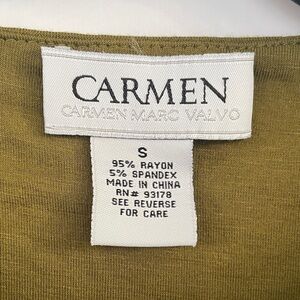 CARMEN
CARMEN MARC VALVO
S
95% RAYON
5% SPANDEX
MADE IN CHINA
RN# 93178
SEE REVERSE
FOR CARE